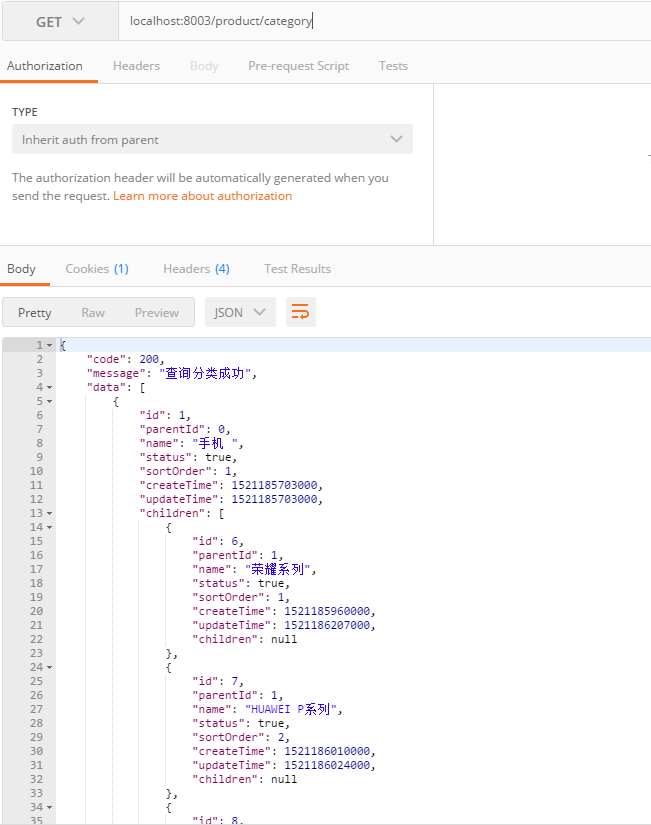 GET localhost:8003/product/category
Authorization Headers Body Pre-request Script Tests
TYPE
Inherit auth from parent
The authorization header will be automatically generated when you
send the request. Learn more about authorization
Body Cookies (1) Headers (4) Test Results
Pretty Raw Preview JSON
1 {
2 "code": 200,
3 "message": "查询分类成功",
4 "data": [
5 {
6 "id": 1,
7 "parentId": 0,
8 "name": "手机 ",
9 "status": true,
10 "sortOrder": 1,
11 "createTime": 1521185703000,
12 "updateTime": 1521185703000,
13 "children": [
14 {
15 "id": 6,
16 "parentId": 1,
17 "name": "荣耀系列",
18 "status": true,
19 "sortOrder": 1,
20 "createTime": 1521185960000,
21 "updateTime": 1521186207000,
22 "children": null
23 },
24 {
25 "id": 7,
26 "parentId": 1,
27 "name": "HUAWEI P系列",
28 "status": true,
29 "sortOrder": 2,
30 "createTime": 1521186010000,
31 "updateTime": 1521186024000,
32 "children": null
33 },
34 {
35 "id": 8,